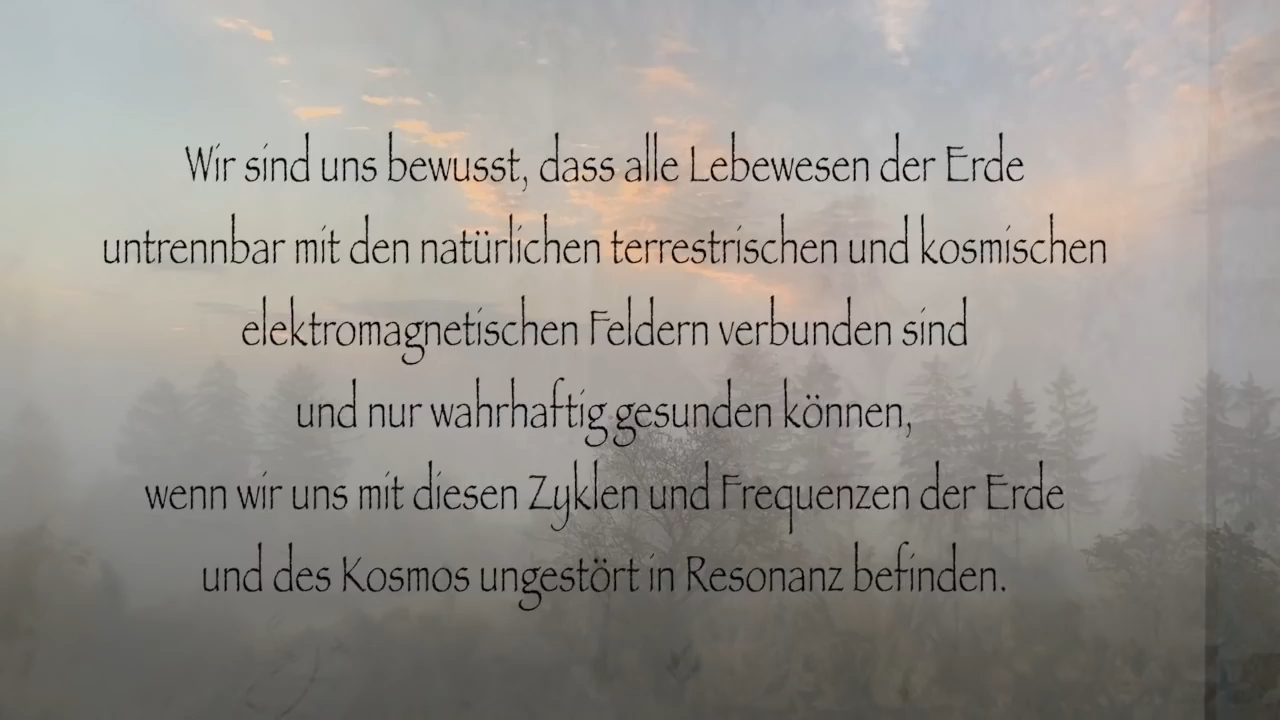 Wir sind uns bewusst, dass alle Lebewesen der Erde
untrennbar mit den natürlichen terrestrischen und kosmischen
elektromagnetischen Feldern verbunden sind
und nur wahrhaftig gesunden können,
wenn wir uns mit diesen Zyklen und Frequenzen der Erde
und des Kosmos ungestört in Resonanz befinden.